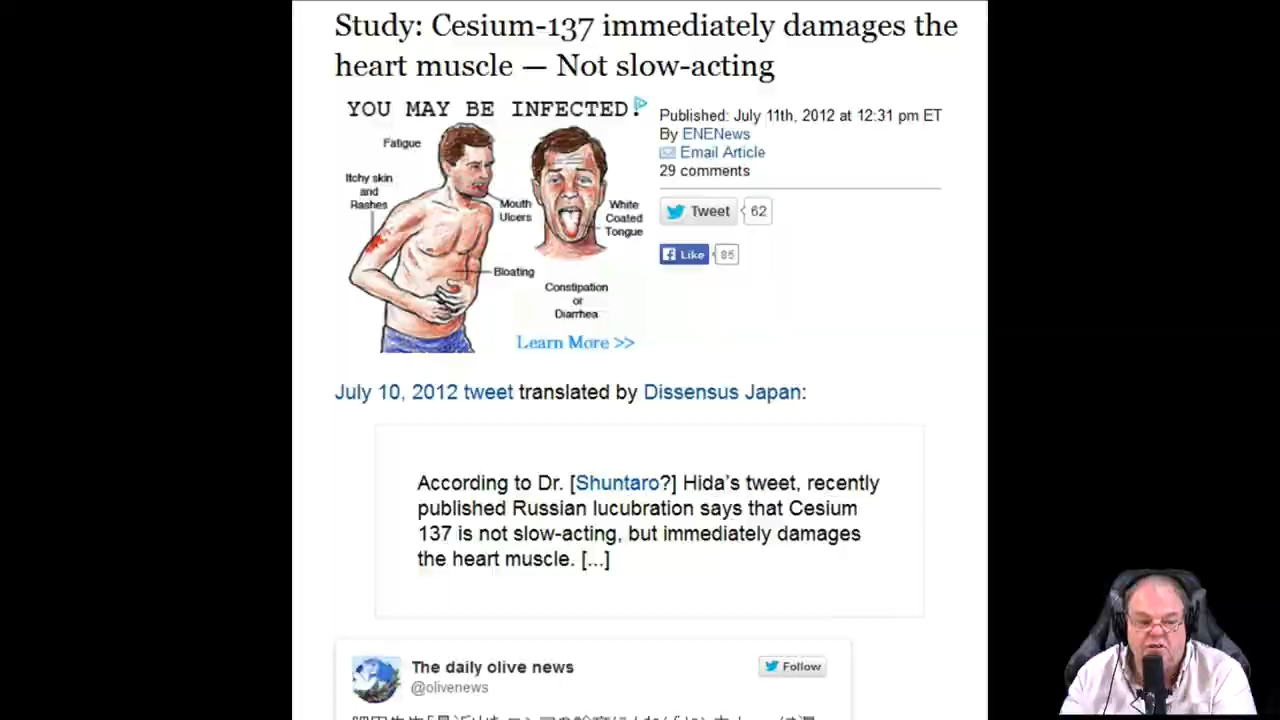 Study: Cesium-137 immediately damages the
heart muscle — Not slow-acting
YOU MAY BE INFECTED!
Fatigue
Itchy skin
and
Rashes
Mouth
Ulcers
White
Coated
Tongue
Bloating
Constipation
or
Diarrhea
Learn More >>
Published: July 11th, 2012 at 12:31 pm ET
By ENENews
Email Article
29 comments
Tweet 62
Like 85
July 10, 2012 tweet translated by Dissensus Japan:
According to Dr. [Shuntaro?] Hida's tweet, recently
published Russian lucubration says that Cesium
137 is not slow-acting, but immediately damages
the heart muscle. [...]
The daily olive news
@olivenews
Follow